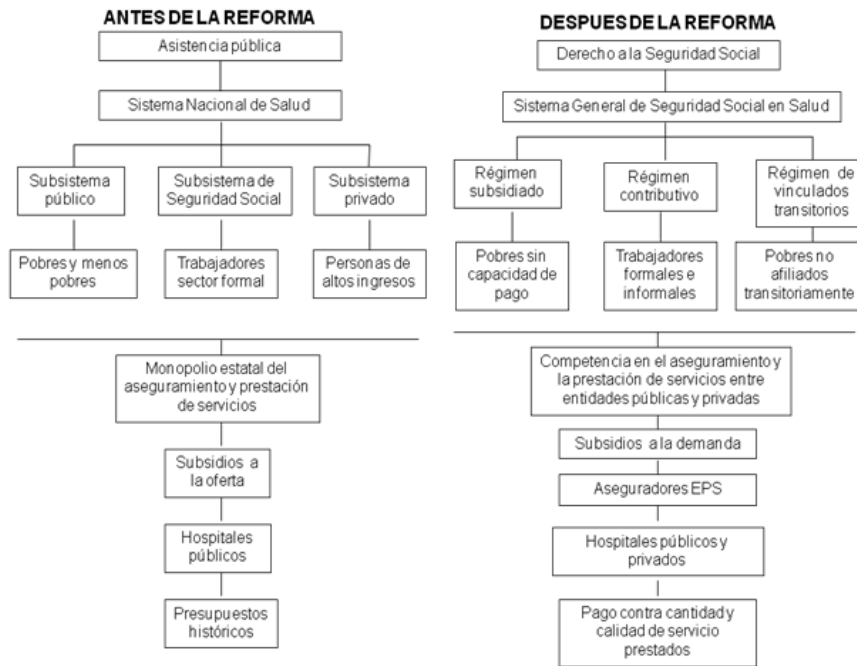 ANTES DE LA REFORMA
Asistencia pública
Sistema Nacional de Salud
Subsistema
público
Subsistema de
Seguridad Social
Subsistema
privado
Pobres y menos
pobres
Trabajadores
sector formal
Personas de
altos ingresos
Monopolio estatal del
aseguramiento y prestación
de servicios
Subsidios a
la oferta
Hospitales
públicos
Presupuestos
históricos
DESPUES DE LA REFORMA
Derecho a la Seguridad Social
Sistema General de Seguridad Social en Salud
Régimen
subsidiado
Régimen
contributivo
Régimen de
vinculados
transitorios
Pobres sin
capacidad de
pago
Trabajadores
formales e
informales
Pobres no
afiliados
transitoriamente
Competencia en el aseguramiento y
la prestación de servicios entre
entidades públicas y privadas
Subsidios a la demanda
Aseguradores EPS
Hospitales públicos y
privados
Pago contra cantidad y
calidad de servicio
prestados